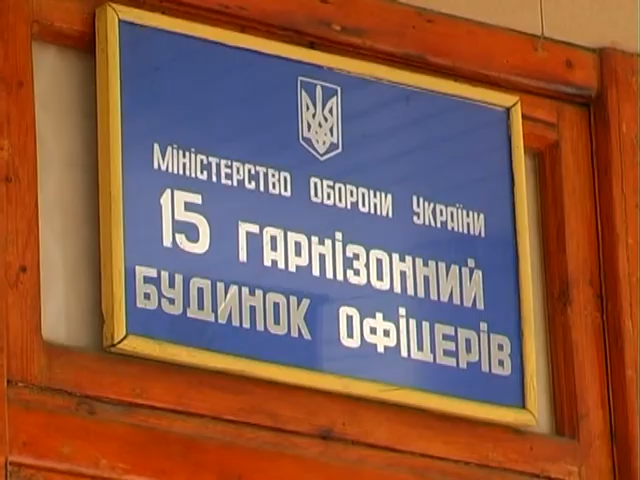 Міністерство оборони України
15 гарнізонний
будинок офіцерів